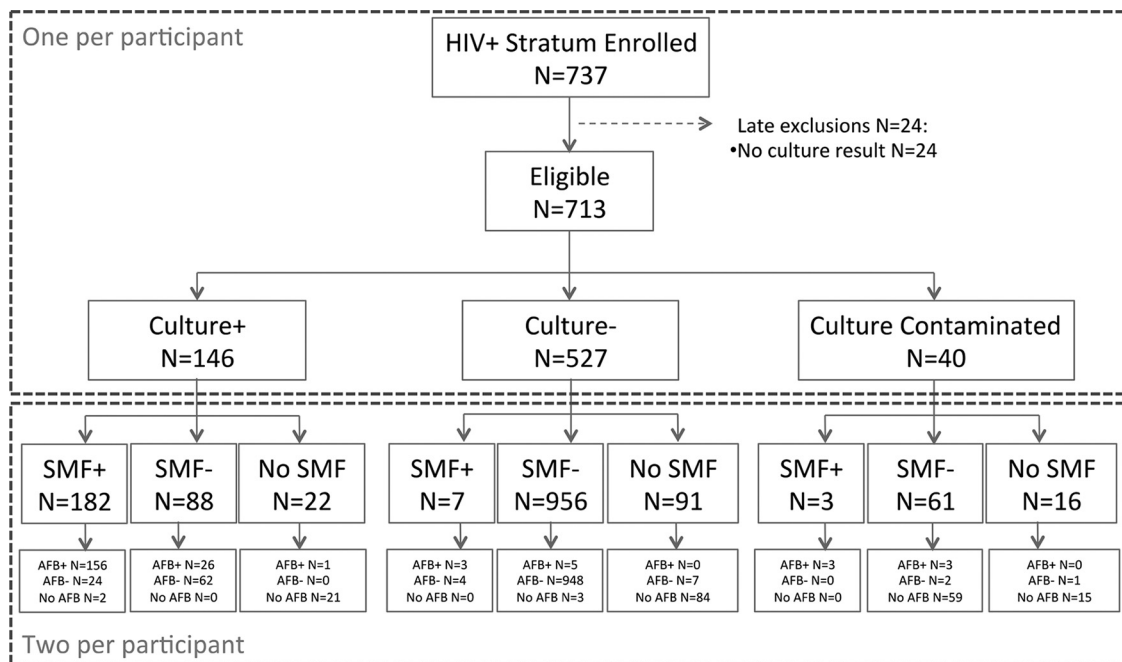 One per participant
HIV+ Stratum Enrolled
N=737
Late exclusions N=24:
•No culture result N=24
Eligible
N=713
Culture+
N=146
Culture-
N=527
Culture Contaminated
N=40
SMF+
N=182
SMF-
N=88
No SMF
N=22
SMF+
N=7
SMF-
N=956
No SMF
N=91
SMF+
N=3
SMF-
N=61
No SMF
N=16
AFB+ N=156
AFB- N=24
No AFB N=2
AFB+ N=26
AFB- N=62
No AFB N=0
AFB+ N=1
AFB- N=0
No AFB N=21
AFB+ N=3
AFB- N=4
No AFB N=0
AFB+ N=5
AFB- N=948
No AFB N=3
AFB+ N=0
AFB- N=7
No AFB N=84
AFB+ N=3
AFB- N=0
No AFB N=0
AFB+ N=3
AFB- N=2
No AFB N=59
AFB+ N=0
AFB- N=1
No AFB N=15
Two per participant